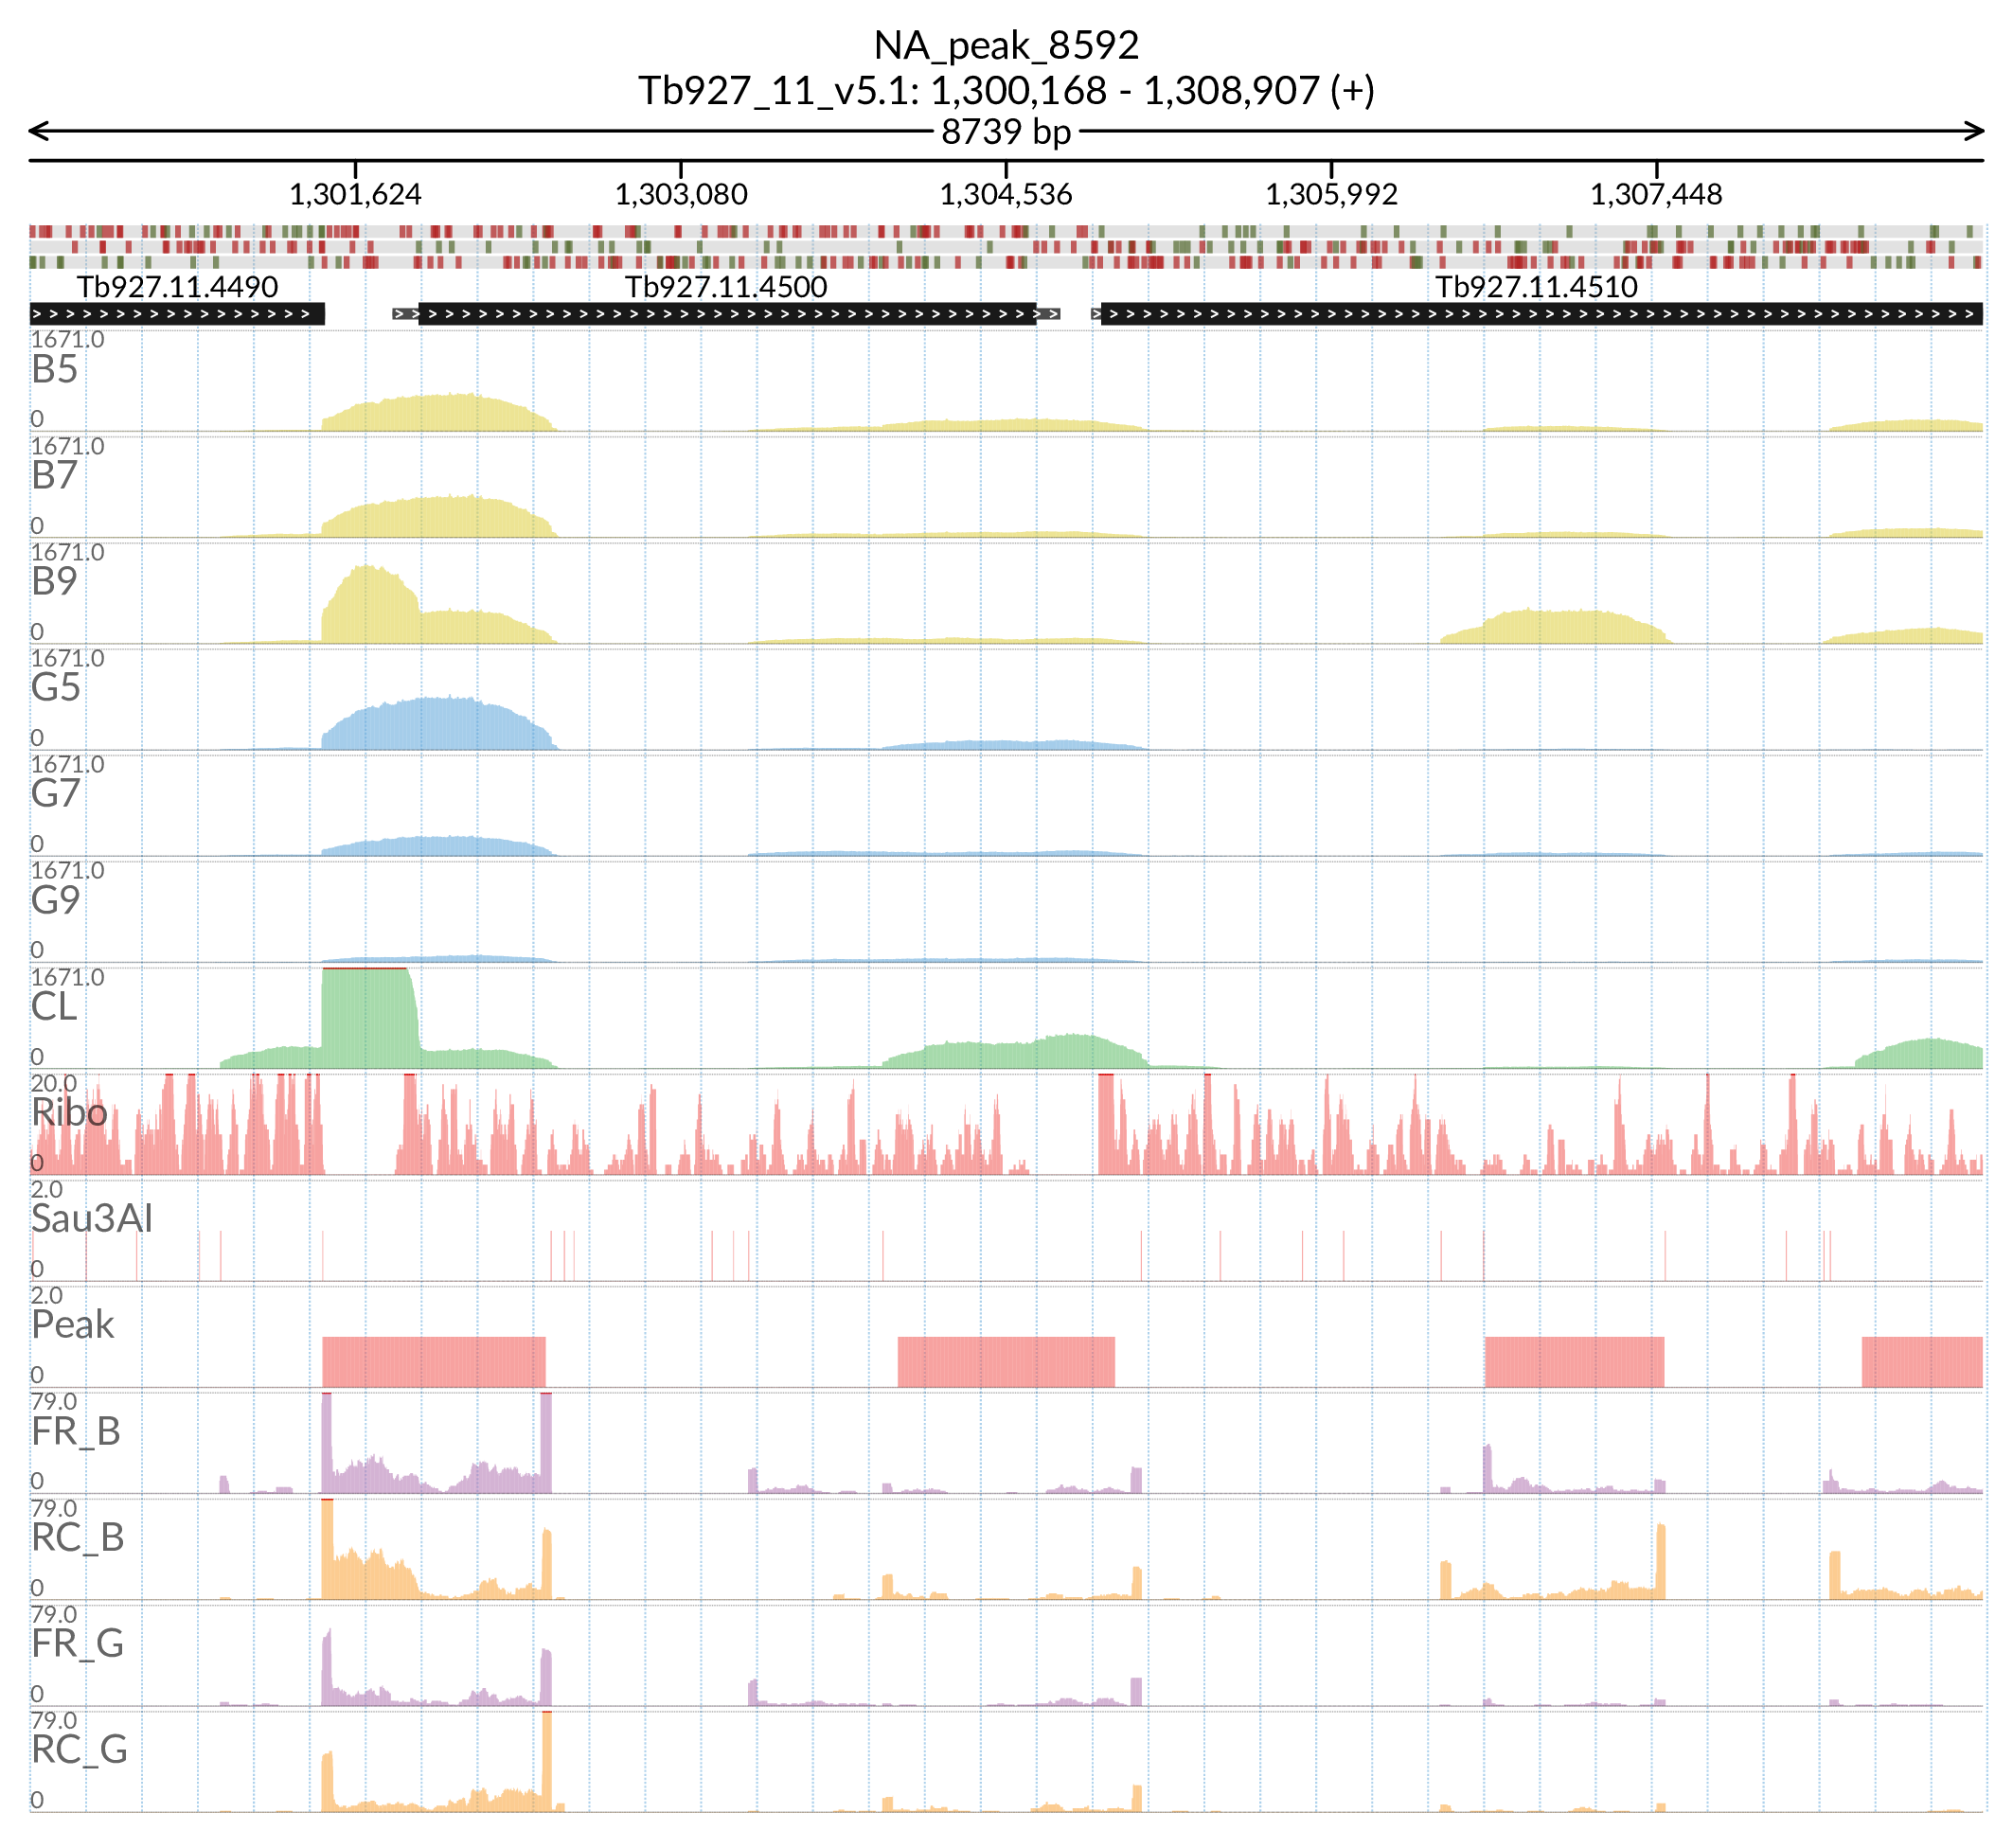 NA_peak_8592
Tb927_11_v5.1: 1,300,168 - 1,308,907 (+)
8739 bp
1,301,624 1,303,080 1,304,536 1,305,992 1,307,448
Tb927.11.4490 Tb927.11.4500 Tb927.11.4510
1671.0
B5
0
1671.0
B7
0
1671.0
B9
0
1671.0
G5
0
1671.0
G7
0
1671.0
G9
0
1671.0
CL
0
20.0
Ribo
0
2.0
Sau3AI
0
2.0
Peak
0
79.0
FR_B
0
79.0
RC_B
0
79.0
FR_G
0
79.0
RC_G
0